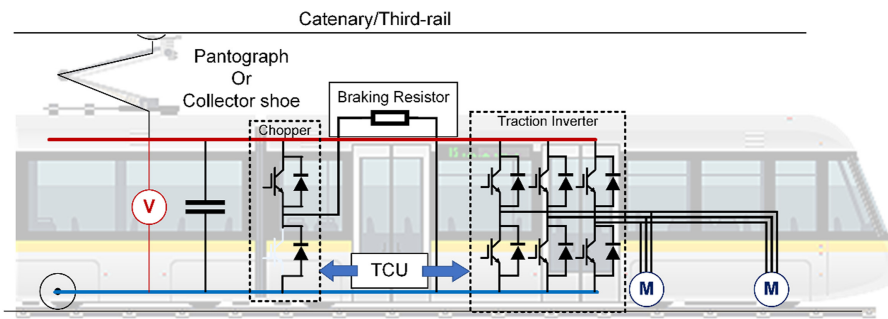 Catenary/Third-rail
Pantograph
Or
Collector shoe
Braking Resistor
Chopper
Traction Inverter
V
TCU
M
M